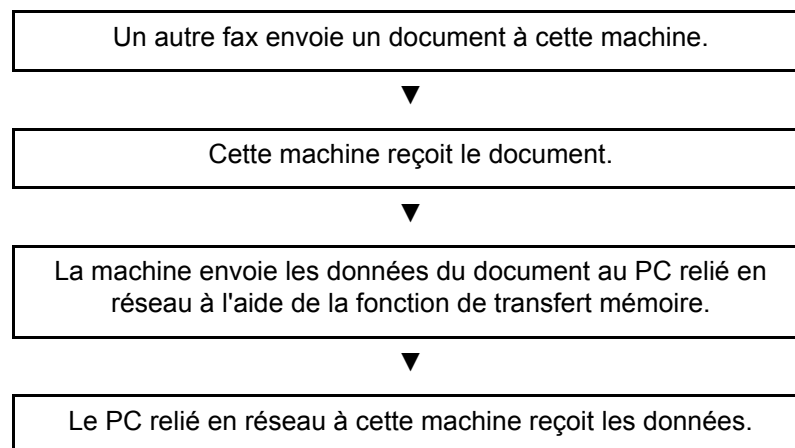 Un autre fax envoie un document à cette machine.
▼
Cette machine reçoit le document.
▼
La machine envoie les données du document au PC relié en
réseau à l'aide de la fonction de transfert mémoire.
▼
Le PC relié en réseau à cette machine reçoit les données.